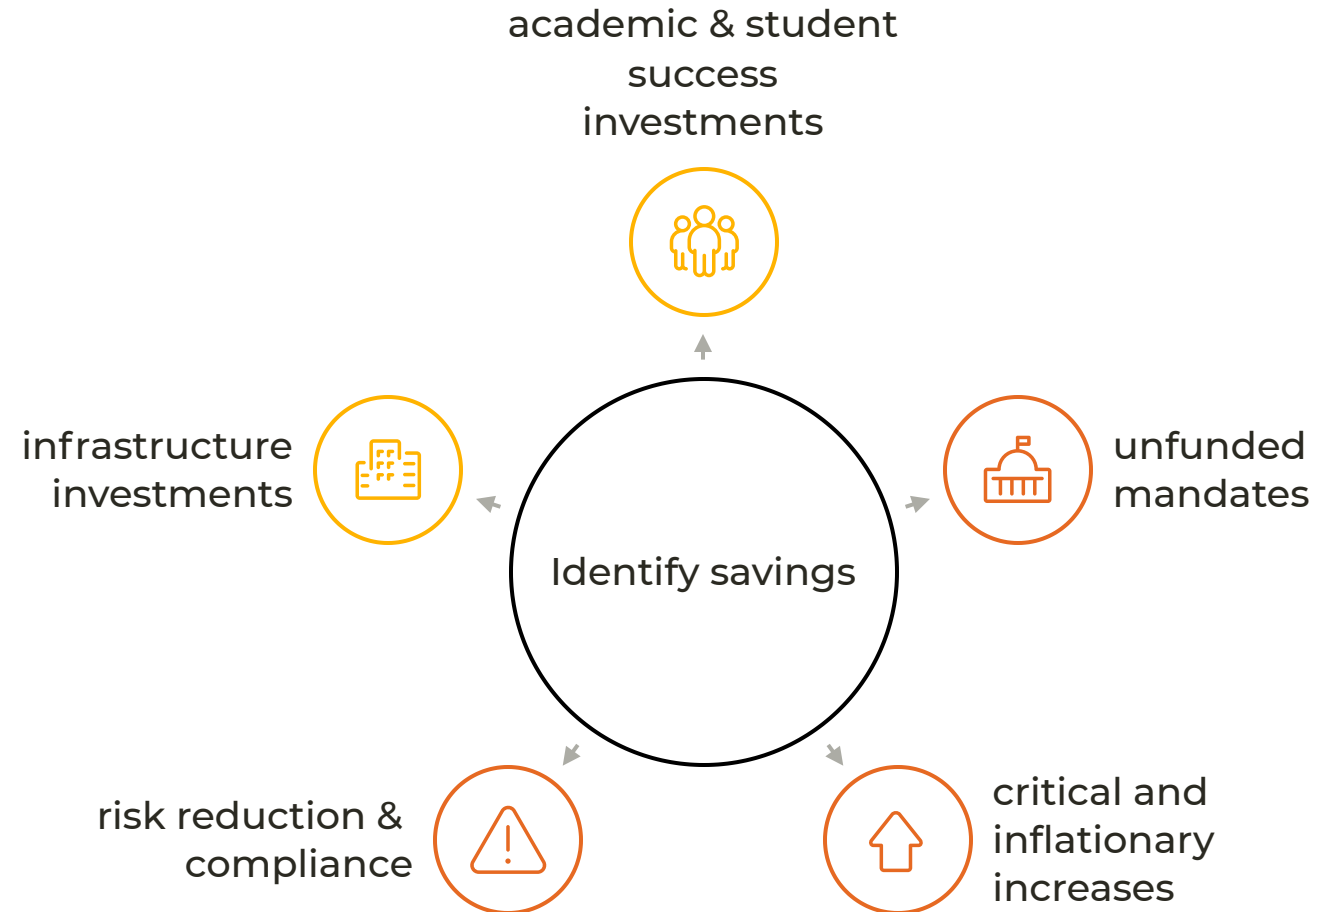 academic & student
success
investments
infrastructure
investments
unfunded
mandates
Identify savings
risk reduction &
compliance
critical and
inflationary
increases